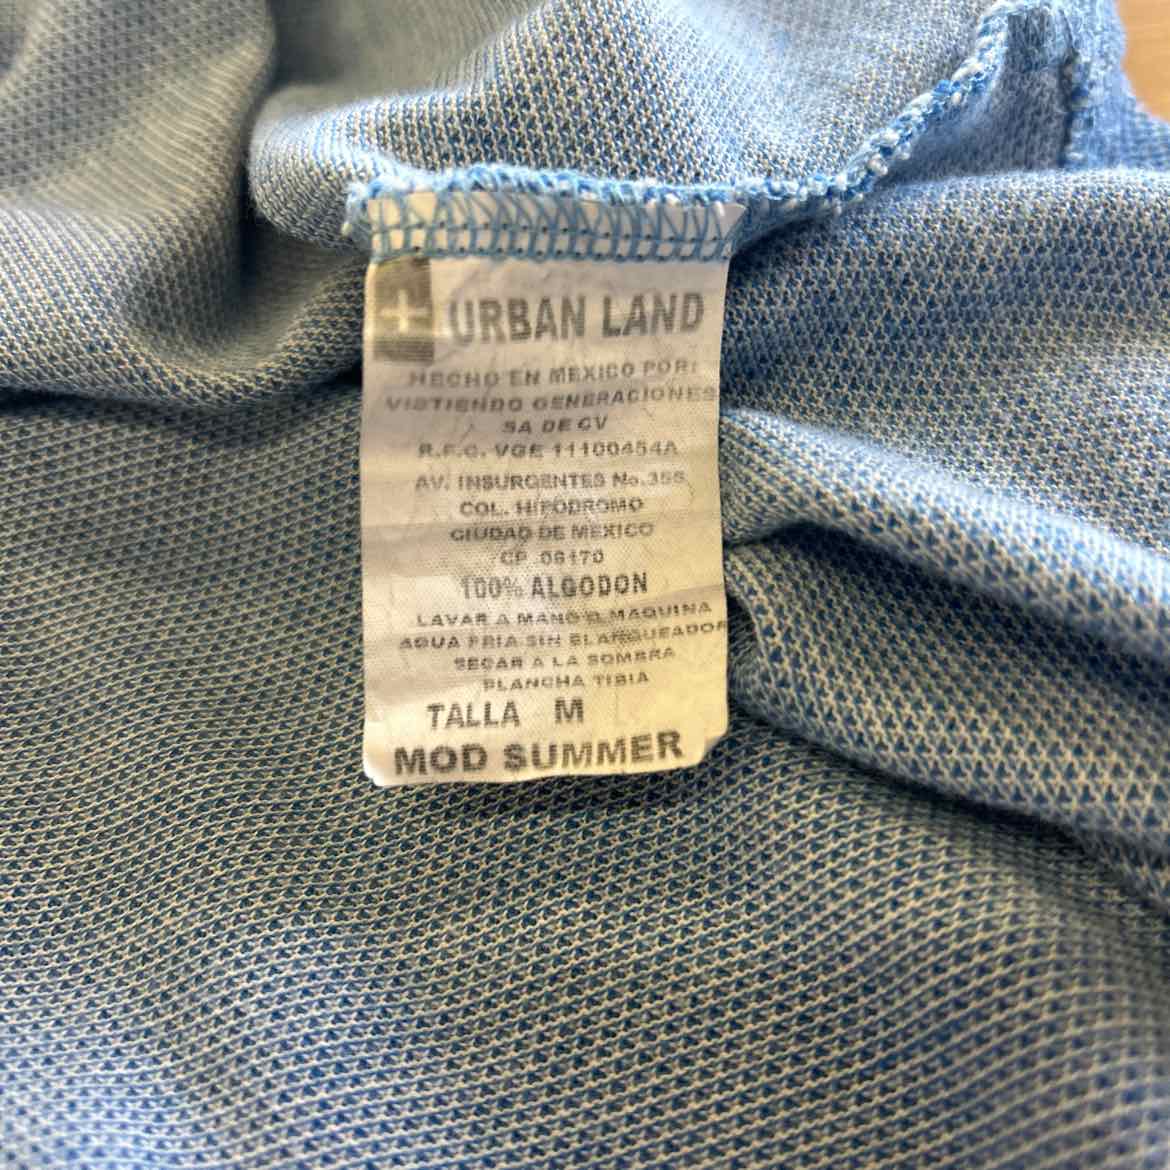 URBAN LAND
HECHO EN MEXICO POR:
VISTIENDO GENERACIONES
SA DE CV
R.F.C. VGE 11100454A
AV. INSURGENTES No.355
COL. HIPODROMO
CIUDAD DE MEXICO
CP 06170
100% ALGODON
LAVAR A MANO O MAQUINA
AGUA FRIA SIN BLANQUEADOR
SECAR A LA SOMBRA
PLANCHA TIBIA
TALLA M
MOD SUMMER